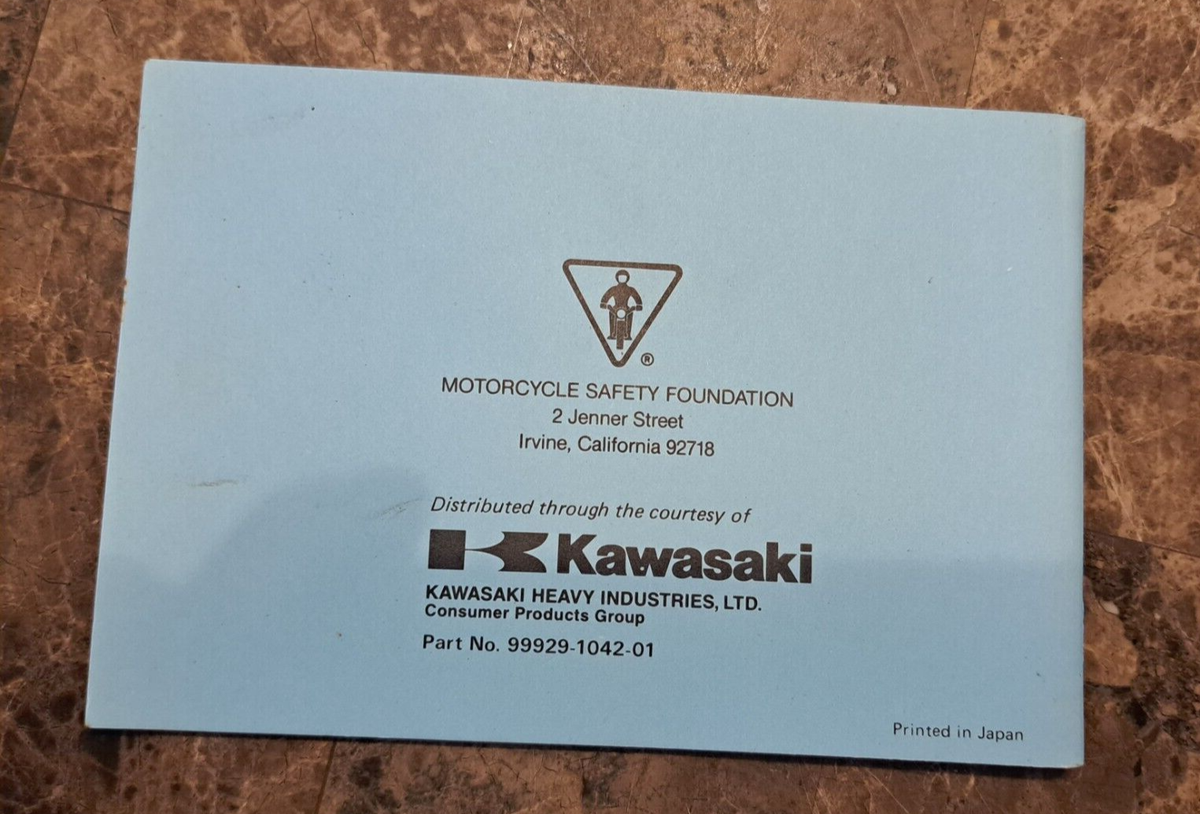 ®
MOTORCYCLE SAFETY FOUNDATION
2 Jenner Street
Irvine, California 92718
Distributed through the courtesy of
Kawasaki
KAWASAKI HEAVY INDUSTRIES, LTD.
Consumer Products Group
Part No. 99929-1042-01
Printed in Japan